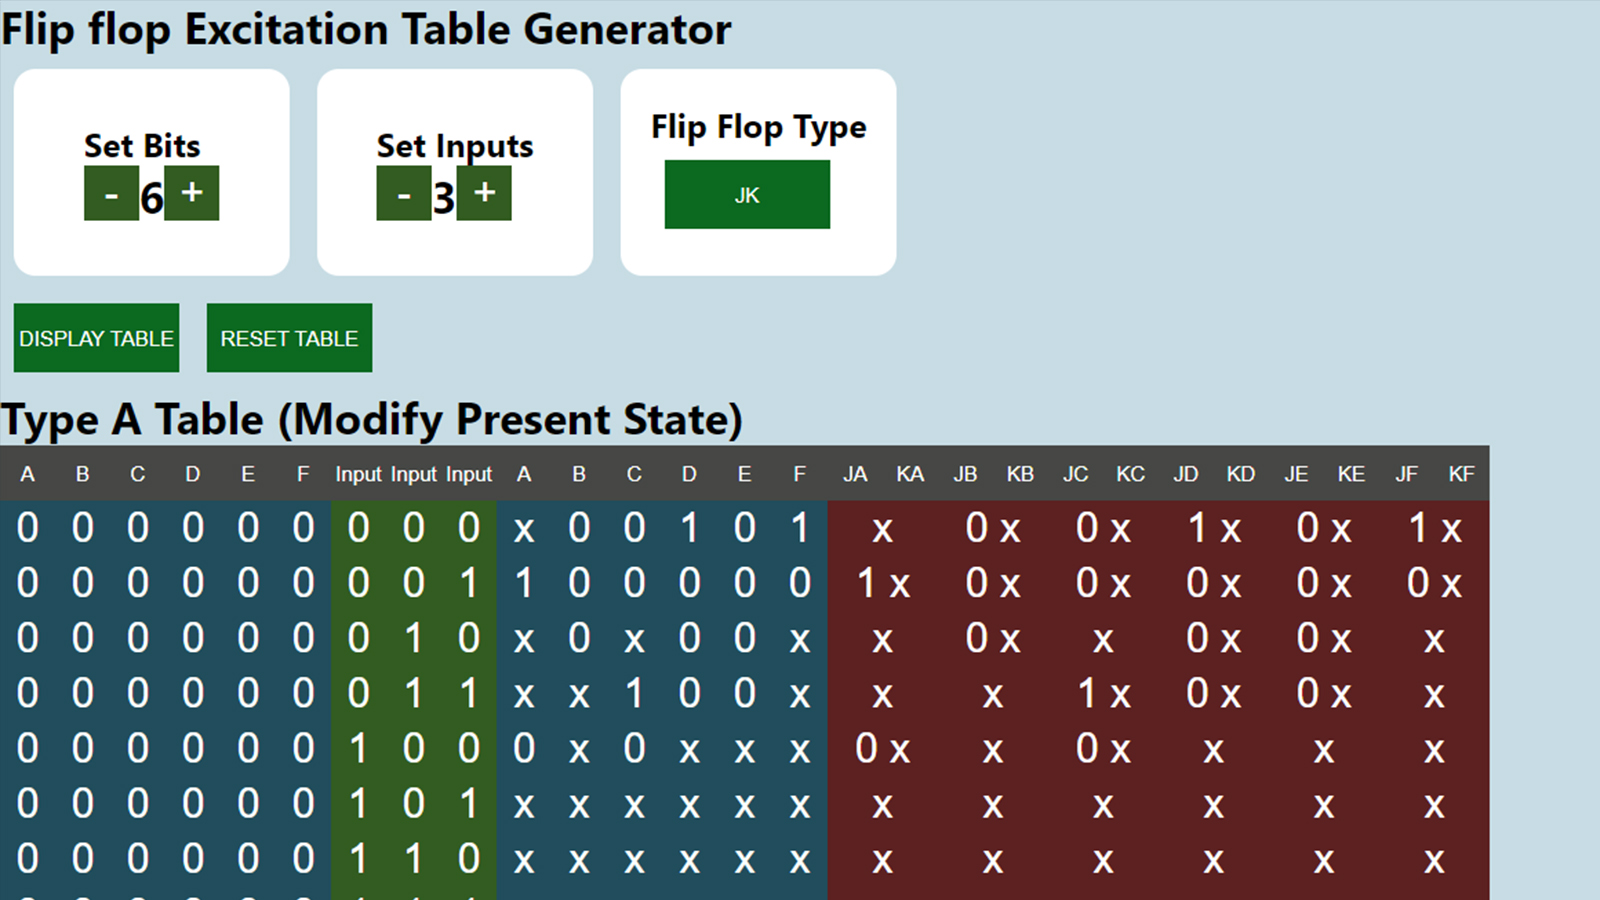 Flip flop Excitation Table Generator
Set Bits
- 6 +
Set Inputs
- 3 +
Flip Flop Type
JK
DISPLAY TABLE RESET TABLE
Type A Table (Modify Present State)
A B C D E F Input Input Input A B C D E F JA KA JB KB JC KC JD KD JE KE JF KF
0 0 0 0 0 0 0 0 0 x 0 0 1 0 1 x 0 x 0 x 1 x 0 x 1 x
0 0 0 0 0 0 0 0 1 1 0 0 0 0 0 1 x 0 x 0 x 0 x 0 x 0 x
0 0 0 0 0 0 0 1 0 x 0 x 0 0 x x 0 x x 0 x 0 x x
0 0 0 0 0 0 0 1 1 x x 1 0 0 x x x 1 x 0 x 0 x x
0 0 0 0 0 0 1 0 0 0 x 0 x x x 0 x x 0 x x x x
0 0 0 0 0 0 1 0 1 x x x x x x x x x x x x
0 0 0 0 0 0 1 1 0 x x x x x x x x x x x x